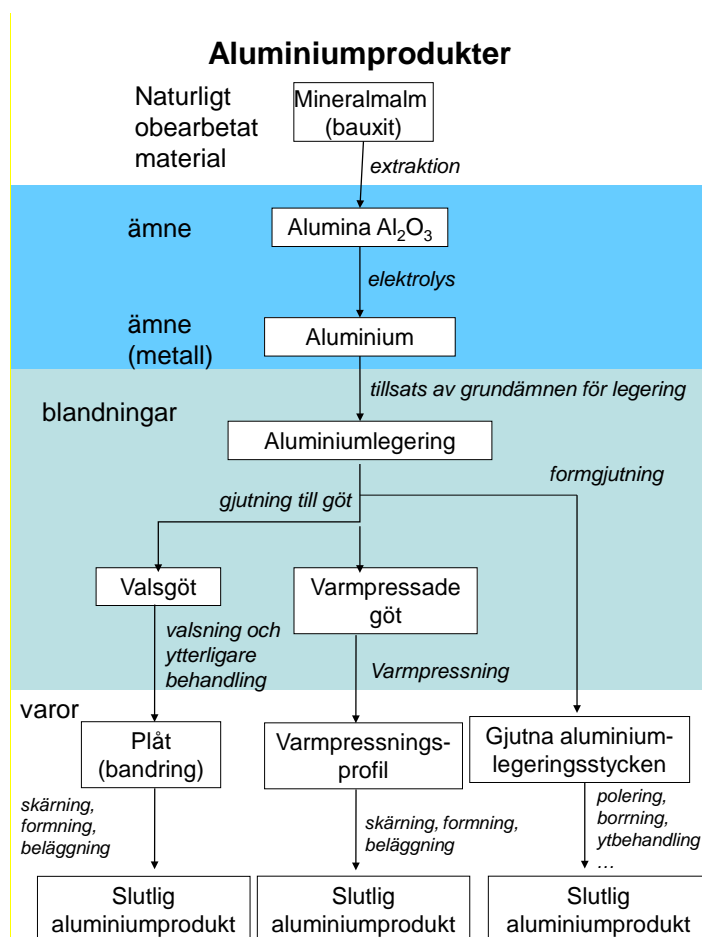 Aluminiumprodukter
Naturligt
obearbetat
material
Mineralmalm
(bauxit)
extraktion
ämne
Alumina Al₂O₃
elektrolys
ämne
(metall)
Aluminium
tillsats av grundämnen för legering
blandningar
Aluminiumlegering
formgjutning
gjutning till göt
Valsgöt
Varmpressade
göt
valsning och
ytterligare
behandling
Varmpressning
varor
Plåt
(bandring)
Varmpressnings-
profil
Gjutna aluminium-
legeringsstycken
skärning,
formning,
beläggning
skärning, formning,
beläggning
polering,
borrning,
ytbehandling
…
Slutlig
aluminiumprodukt
Slutlig
aluminiumprodukt
Slutlig
aluminiumprodukt